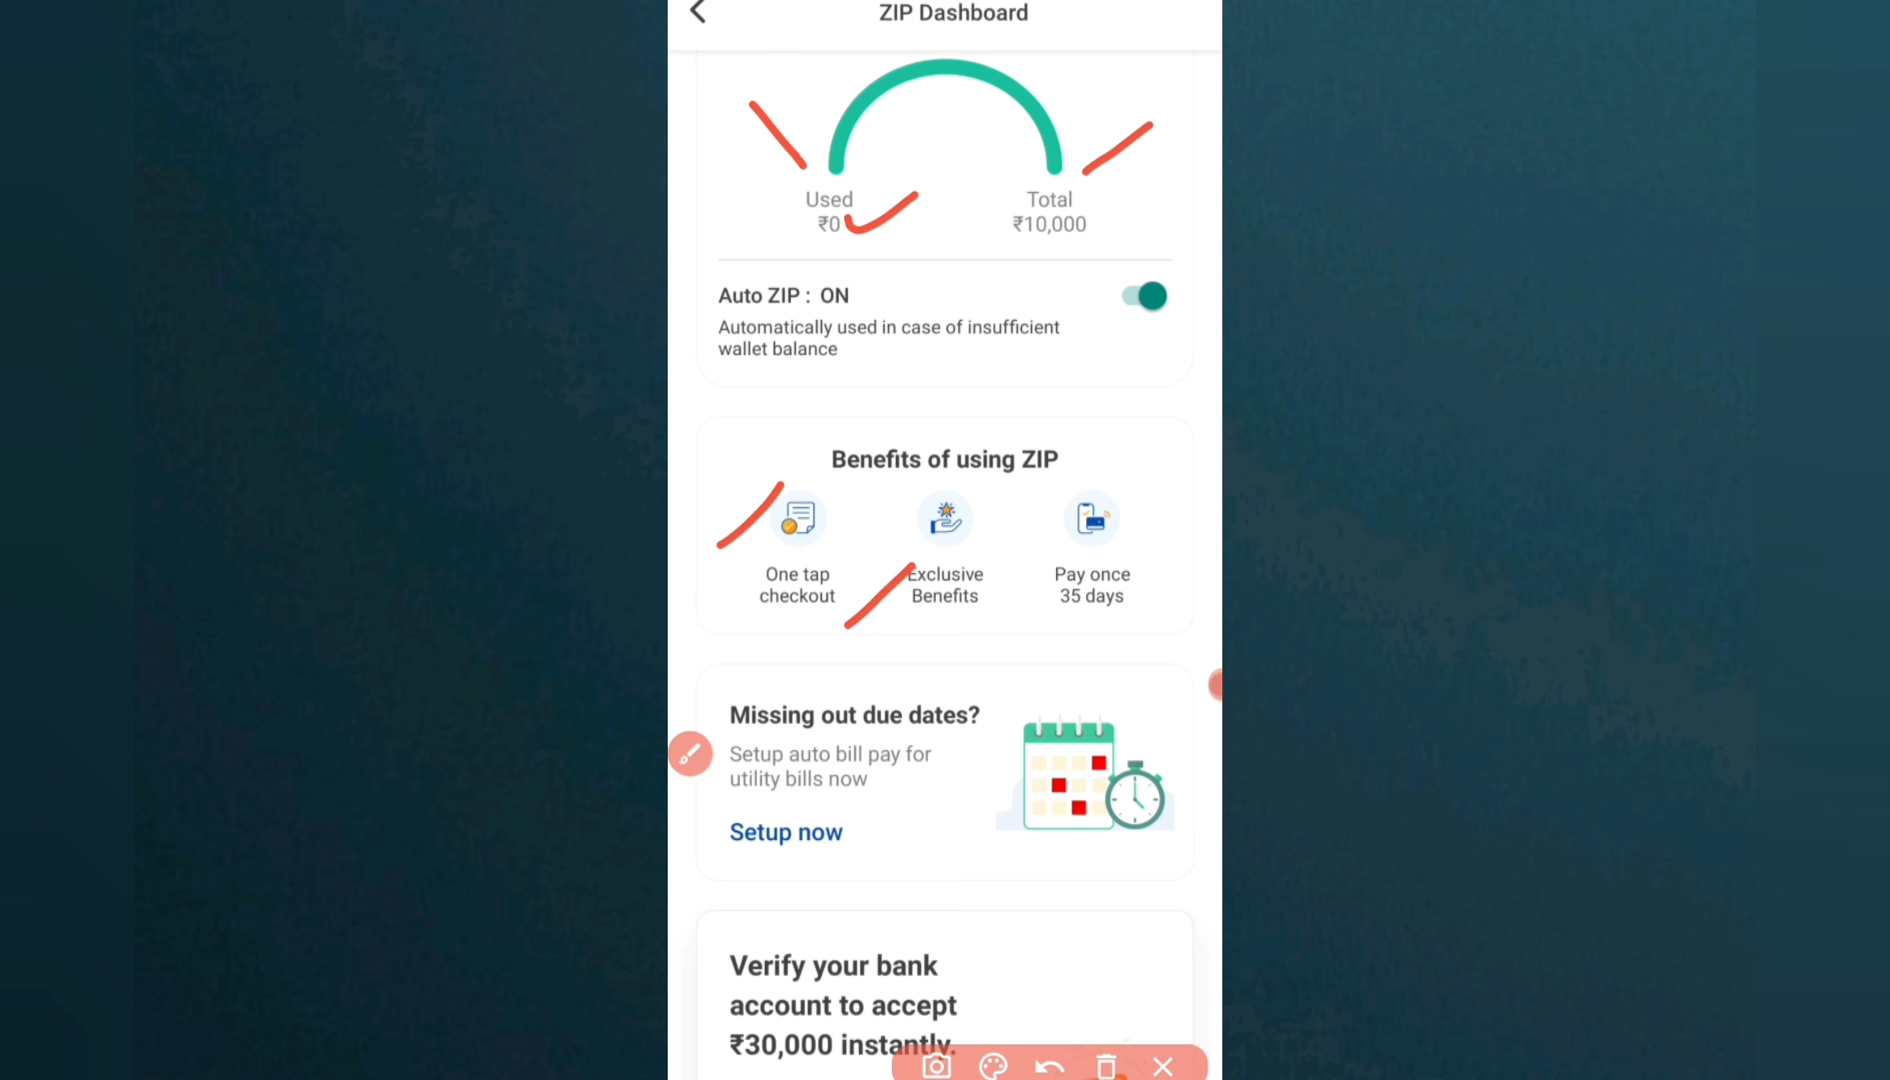 ZIP Dashboard
Used
₹0
Total
₹10,000
Auto ZIP : ON
Automatically used in case of insufficient
wallet balance
Benefits of using ZIP
One tap
checkout
Exclusive
Benefits
Pay once
35 days
Missing out due dates?
Setup auto bill pay for
utility bills now
Setup now
Verify your bank
account to accept
₹30,000 instantly.